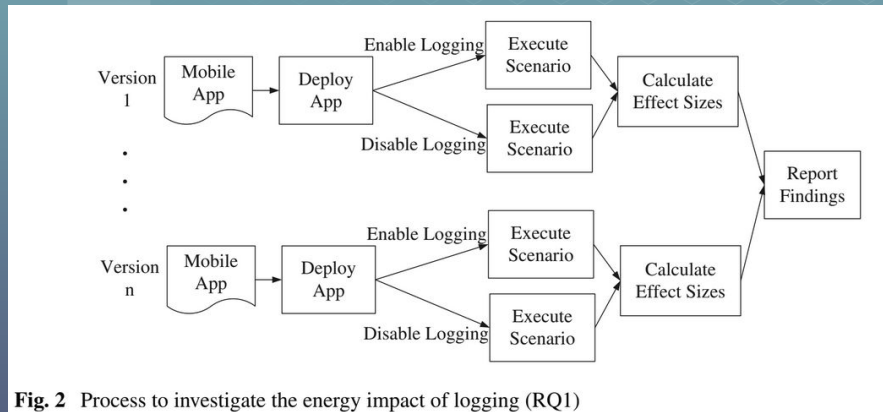 Version
1
Mobile
App
Deploy
App
Enable Logging
Disable Logging
Execute
Scenario
Execute
Scenario
Calculate
Effect Sizes
Report
Findings
Version
n
Mobile
App
Deploy
App
Enable Logging
Disable Logging
Execute
Scenario
Execute
Scenario
Calculate
Effect Sizes
Fig. 2 Process to investigate the energy impact of logging (RQ1)